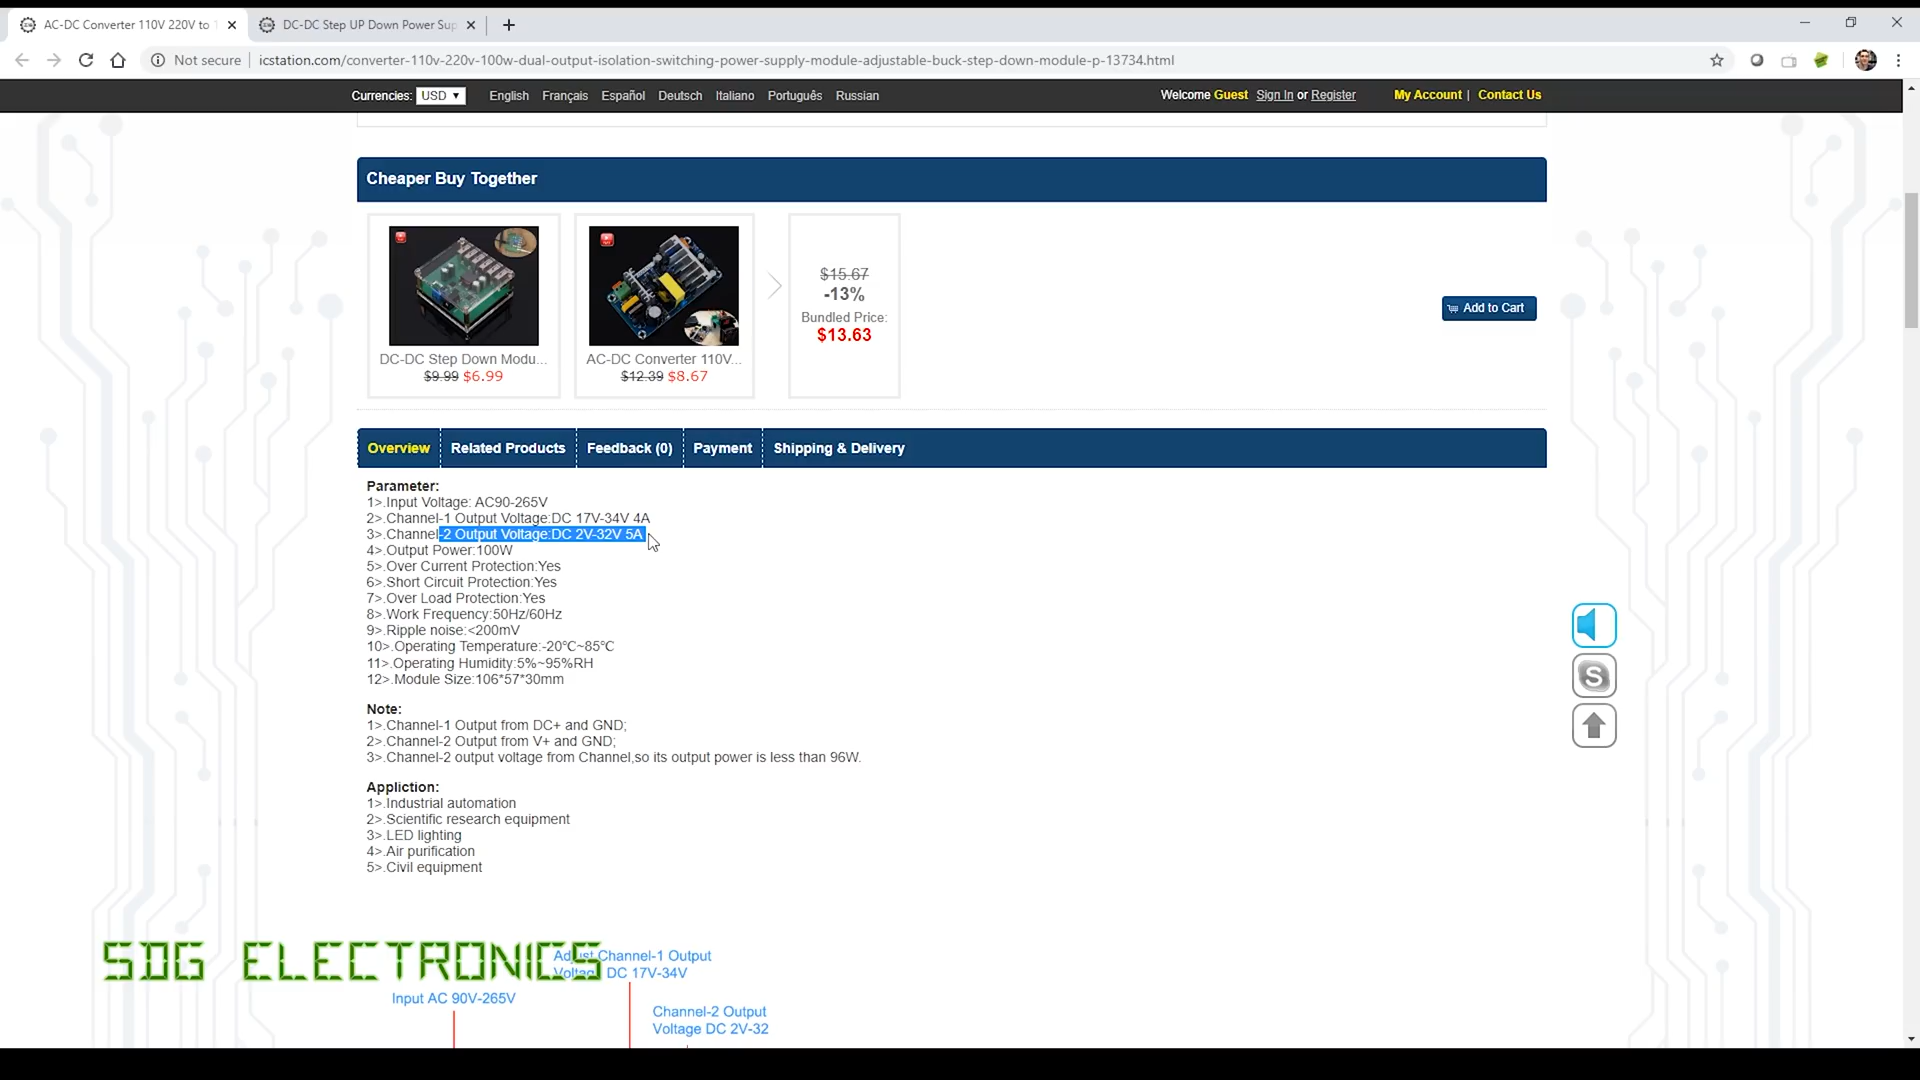 AC-DC Converter 110V 220V to
DC-DC Step UP Down Power Sup
Not secure
icstation.com/converter-110v-220v-100w-dual-output-isolation-switching-power-supply-module-adjustable-buck-step-down-module-p-13734.html
Currencies: USD ▼ English Français Español Deutsch Italiano Português Russian
Welcome Guest Sign In or Register My Account | Contact Us
Cheaper Buy Together
DC-DC Step Down Modu...
$9.99 $6.99
AC-DC Converter 110V...
$12.39 $8.67
$15.67
-13%
Bundled Price:
$13.63
Add to Cart
Overview Related Products Feedback (0) Payment Shipping & Delivery
Parameter:
1>.Input Voltage: AC90-265V
2>.Channel-1 Output Voltage:DC 17V-34V 4A
3>.Channel-2 Output Voltage:DC 2V-32V 5A
4>.Output Power:100W
5>.Over Current Protection:Yes
6>.Short Circuit Protection:Yes
7>.Over Load Protection:Yes
8>.Work Frequency:50Hz/60Hz
9>.Ripple noise:<200mV
10>.Operating Temperature:-20℃~85℃
11>.Operating Humidity:5%~95%RH
12>.Module Size:106*57*30mm
Note:
1>.Channel-1 Output from DC+ and GND;
2>.Channel-2 Output from V+ and GND;
3>.Channel-2 output voltage from Channel,so its output power is less than 96W.
Appliction:
1>.Industrial automation
2>.Scientific research equipment
3>.LED lighting
4>.Air purification
5>.Civil equipment
SDG ELECTRONICS
Adjust Channel-1 Output
Voltage DC 17V-34V
Input AC 90V-265V
Channel-2 Output
Voltage DC 2V-32